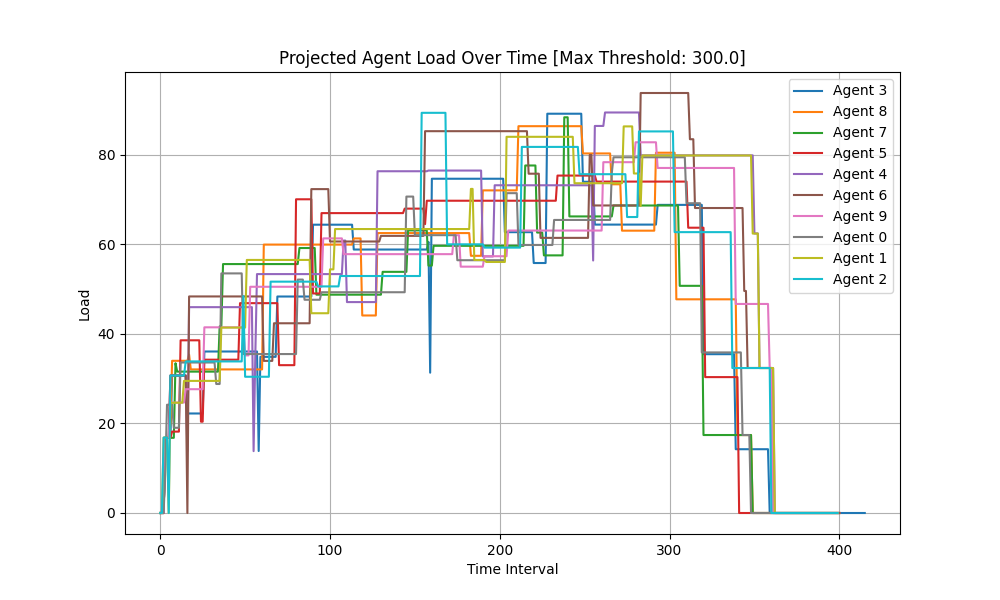 Projected Agent Load Over Time [Max Threshold: 300.0]
Load
80
60
40
20
0
0 100 200 300 400
Time Interval
Agent 3
Agent 8
Agent 7
Agent 5
Agent 4
Agent 6
Agent 9
Agent 0
Agent 1
Agent 2